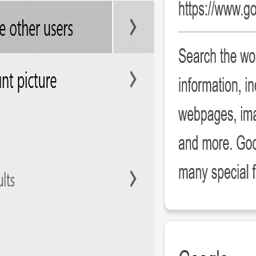 e other users
unt picture
ults
https://www.go
Search the wo
information, inc
webpages, ima
and more. Goo
many special f
Google